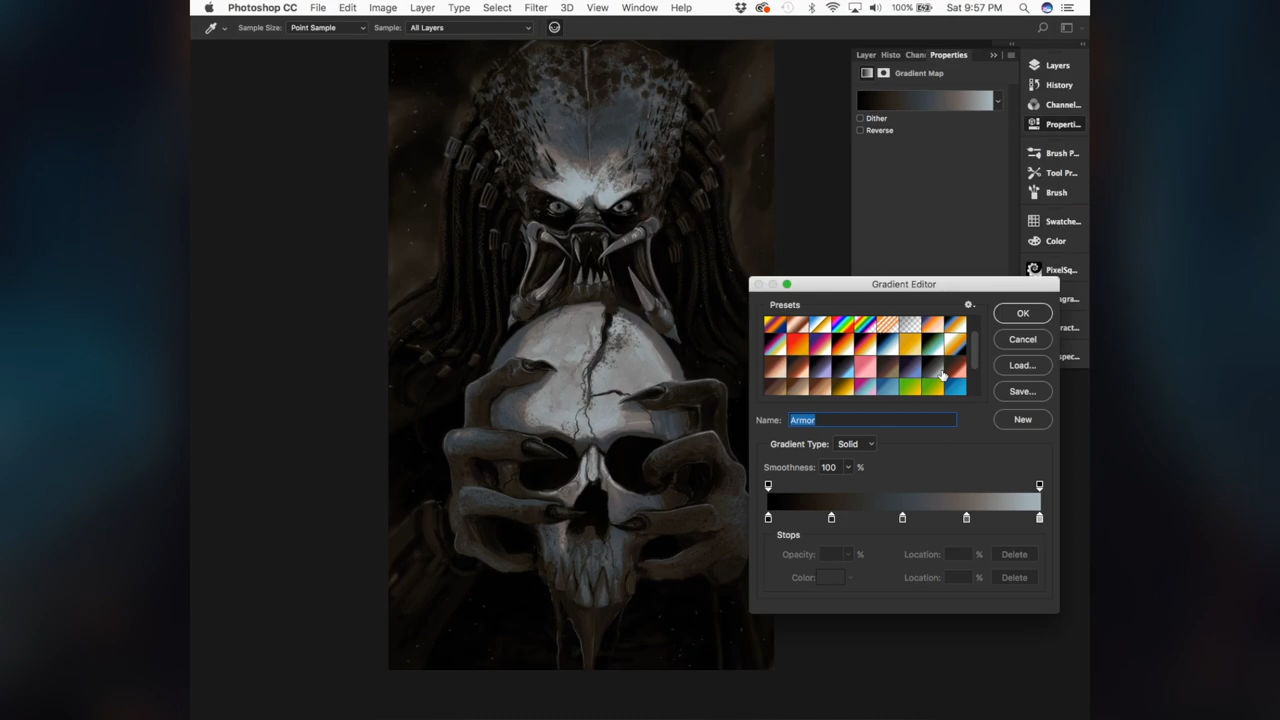 Photoshop CC File Edit Image Layer Type Select Filter 3D View Window Help 100% Sat 9:57 PM
Sample Size: Point Sample Sample: All Layers
Layer Histo Chan Properties
Gradient Map
Dither
Reverse
Layers
History
Channel...
Properti...
Brush P...
Tool Pr...
Brush
Swatche...
Color
PixelSq...
Gradient Editor
Presets
OK
Cancel
Load...
Save...
Name: Armor
New
Gradient Type: Solid
Smoothness: 100 %
Stops
Opacity: % Location: % Delete
Color: Location: % Delete